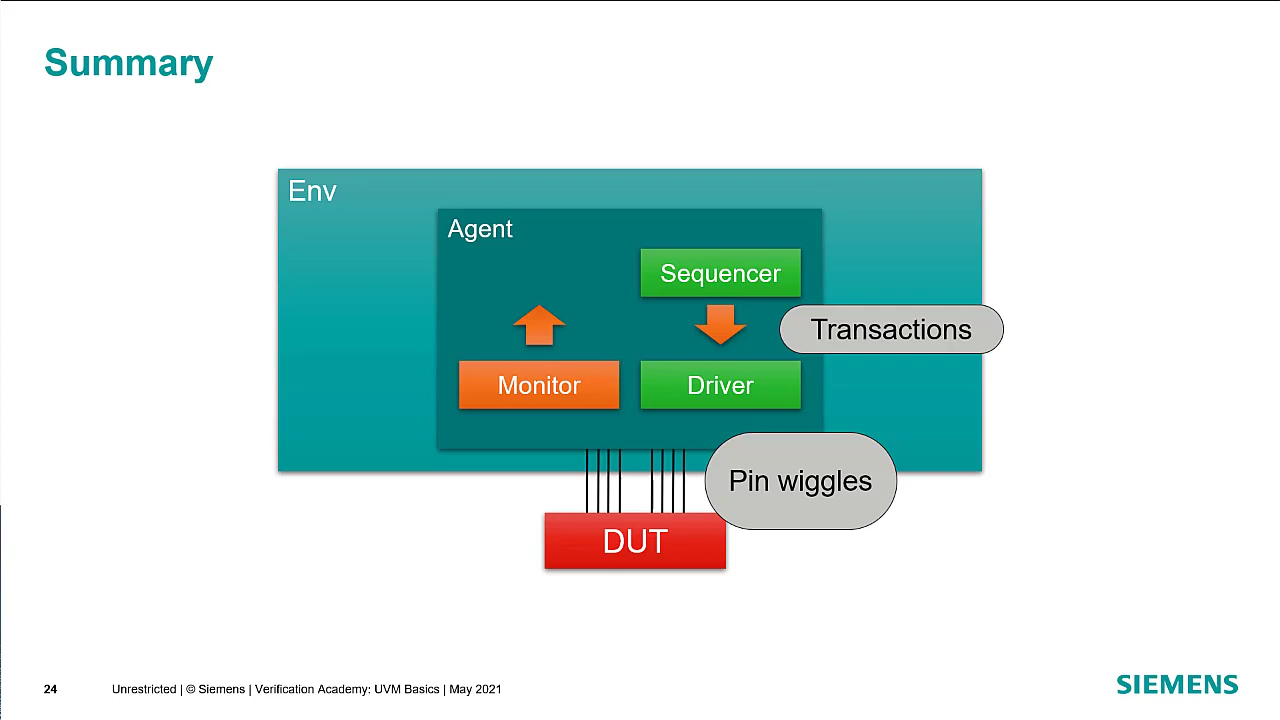 Summary
Env
Agent
Sequencer
Transactions
Monitor
Driver
Pin wiggles
DUT
24
Unrestricted | © Siemens | Verification Academy: UVM Basics | May 2021
SIEMENS